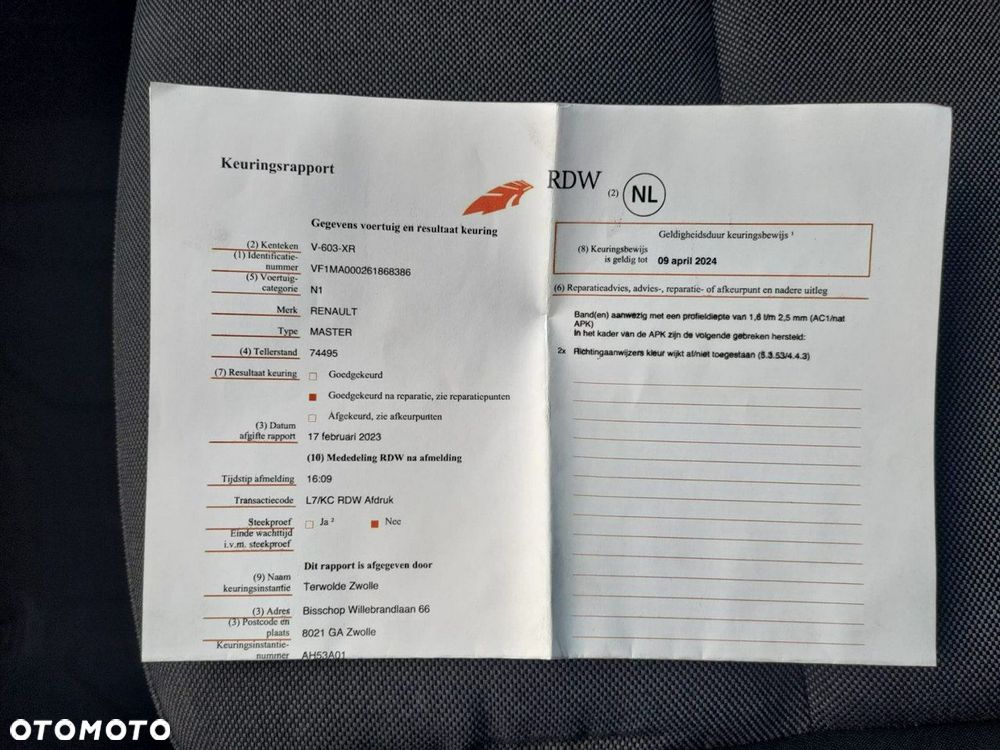 Keuringsrapport
RDW (2) NL
Gegevens voertuig en resultaat keuring
(2) Kenteken V-603-XR
(1) Identificatie-
nummer VF1MA000261868386
(5) Voertuig-
categorie N1
Merk RENAULT
Type MASTER
(4) Tellerstand 74495
(7) Resultaat keuring Goedgekeurd
Goedgekeurd na reparatie, zie reparatiepunten
Afgekeurd, zie afkeurpunten
(3) Datum
afgifte rapport 17 februari 2023
(10) Mededeling RDW na afmelding
Tijdstip afmelding 16:09
Transactiecode L7/KC RDW Afdruk
Steekproef Ja ² Nee
Einde wachttijd
i.v.m. steekproef
Dit rapport is afgegeven door
(9) Naam
keuringsinstantie Terwolde Zwolle
(3) Adres Bisschop Willebrandlaan 66
(3) Postcode en
plaats 8021 GA Zwolle
Keuringsinstantie-
nummer AH53A01
Geldigheidsduur keuringsbewijs ¹
(8) Keuringsbewijs
is geldig tot 09 april 2024
(6) Reparatieadvies, advies-, reparatie- of afkeurpunt en nadere uitleg
Band(en) aanwezig met een profieldiepte van 1,6 t/m 2,5 mm (AC1/nat
APK)
In het kader van de APK zijn de volgende gebreken hersteld:
2x Richtingaanwijzers kleur wijkt af/niet toegestaan (5.3.53/4.4.3)
OTOMOTO